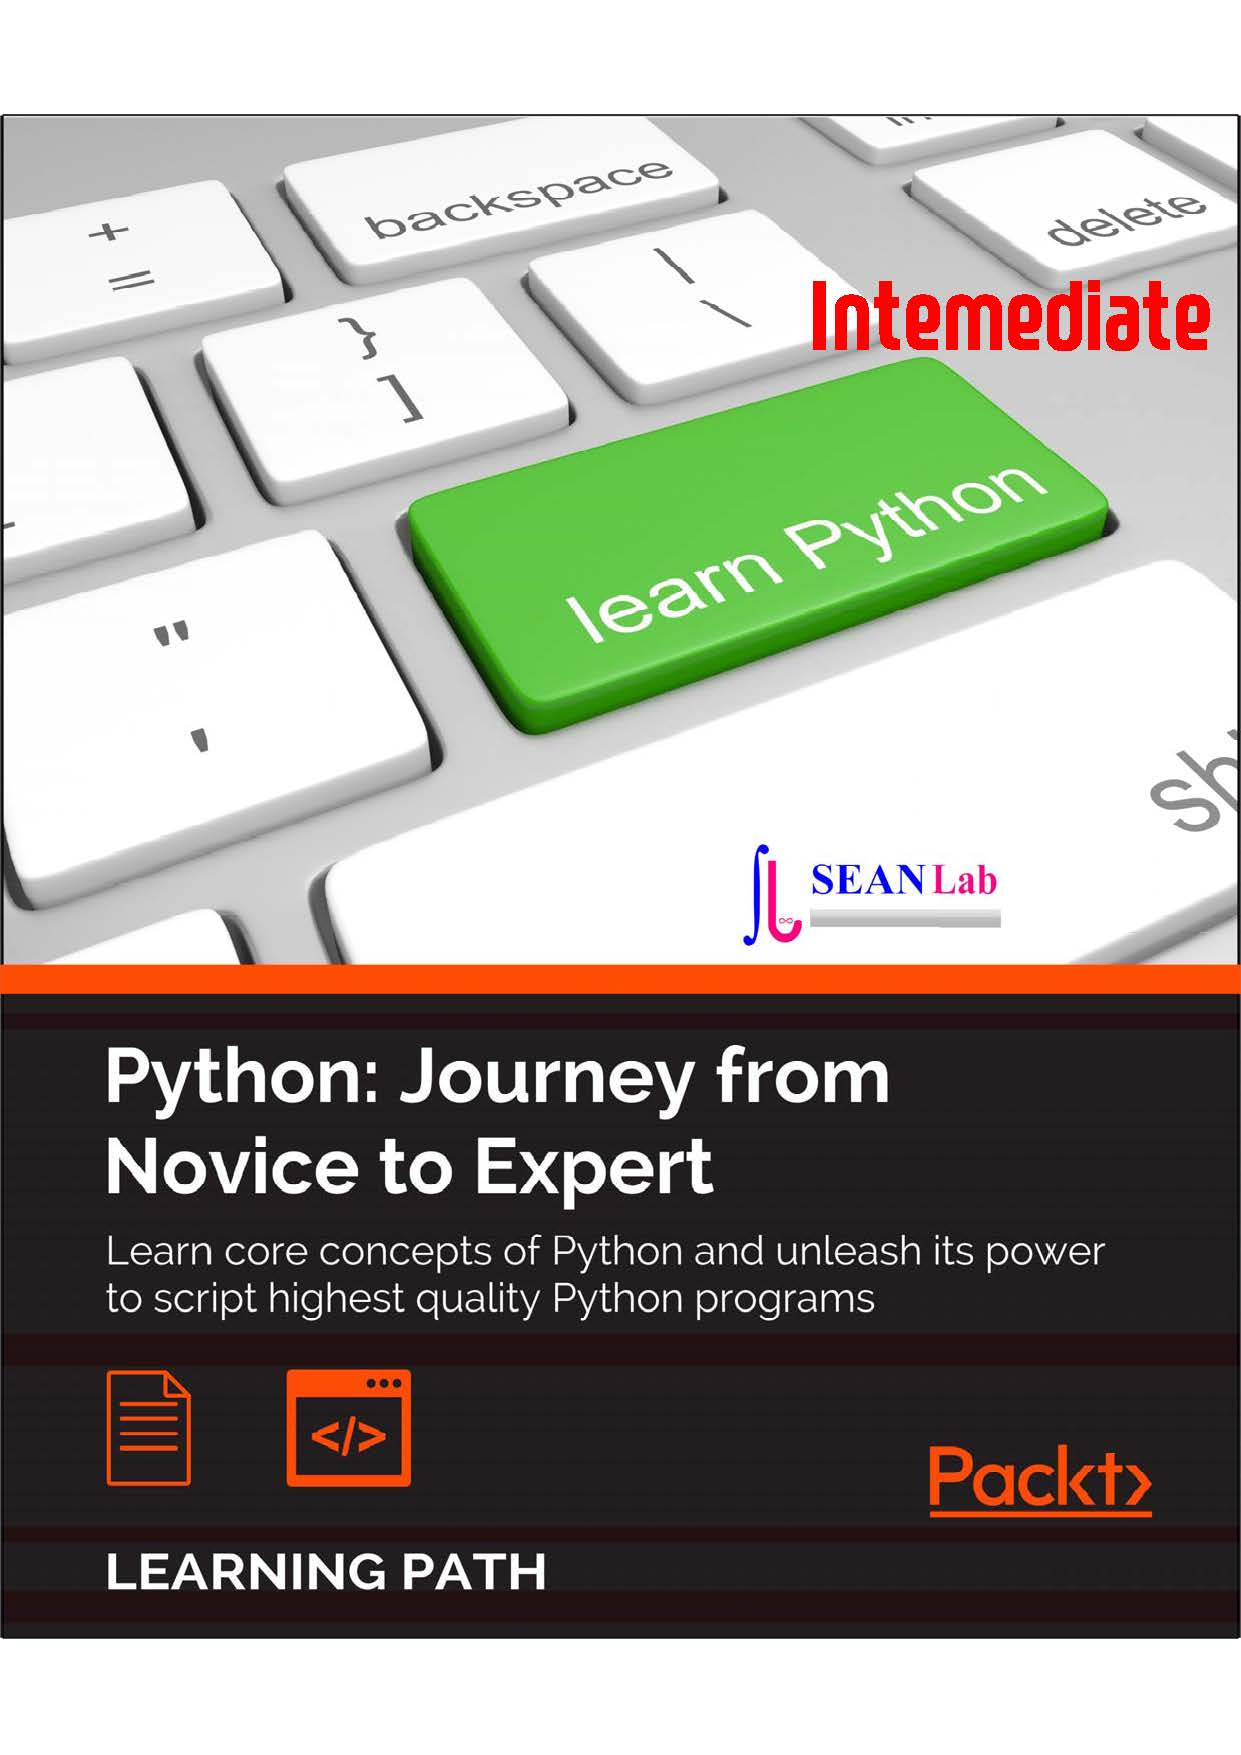 +
=
backspace
delete
}
]
|
\
Intemediate
learn Python
"
'
SEAN Lab
Python: Journey from
Novice to Expert
Learn core concepts of Python and unleash its power
to script highest quality Python programs
</>
Packt>
LEARNING PATH